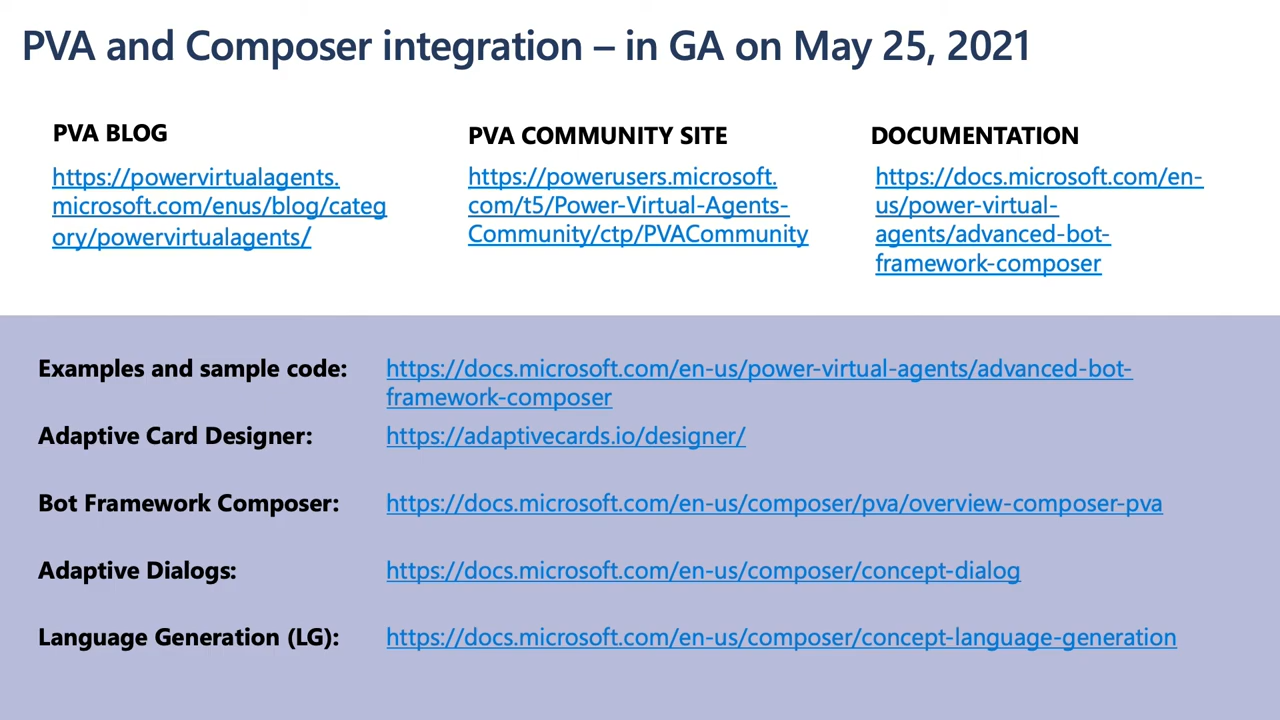 PVA and Composer integration – in GA on May 25, 2021
PVA BLOG
https://powervirtualagents.
microsoft.com/enus/blog/categ
ory/powervirtualagents/
PVA COMMUNITY SITE
https://powerusers.microsoft.
com/t5/Power-Virtual-Agents-
Community/ctp/PVACommunity
DOCUMENTATION
https://docs.microsoft.com/en-
us/power-virtual-
agents/advanced-bot-
framework-composer
Examples and sample code:
https://docs.microsoft.com/en-us/power-virtual-agents/advanced-bot-
framework-composer
Adaptive Card Designer:
https://adaptivecards.io/designer/
Bot Framework Composer:
https://docs.microsoft.com/en-us/composer/pva/overview-composer-pva
Adaptive Dialogs:
https://docs.microsoft.com/en-us/composer/concept-dialog
Language Generation (LG):
https://docs.microsoft.com/en-us/composer/concept-language-generation